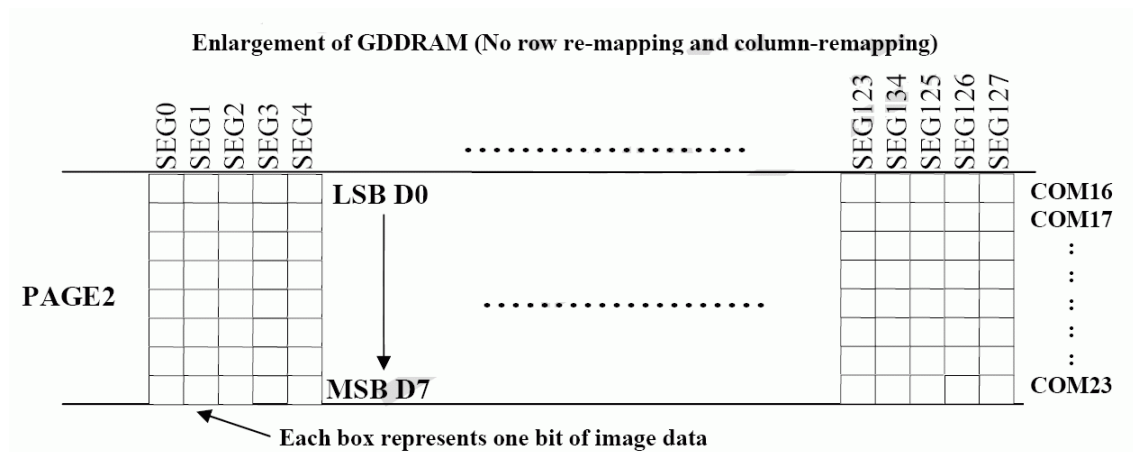 Enlargement of GDDRAM (No row re-mapping and column-remapping)
SEG0
SEG1
SEG2
SEG3
SEG4
....................
SEG123
SEG134
SEG125
SEG126
SEG127
LSB D0
COM16
COM17
:
:
:
:
:
PAGE2
....................
MSB D7
COM23
Each box represents one bit of image data